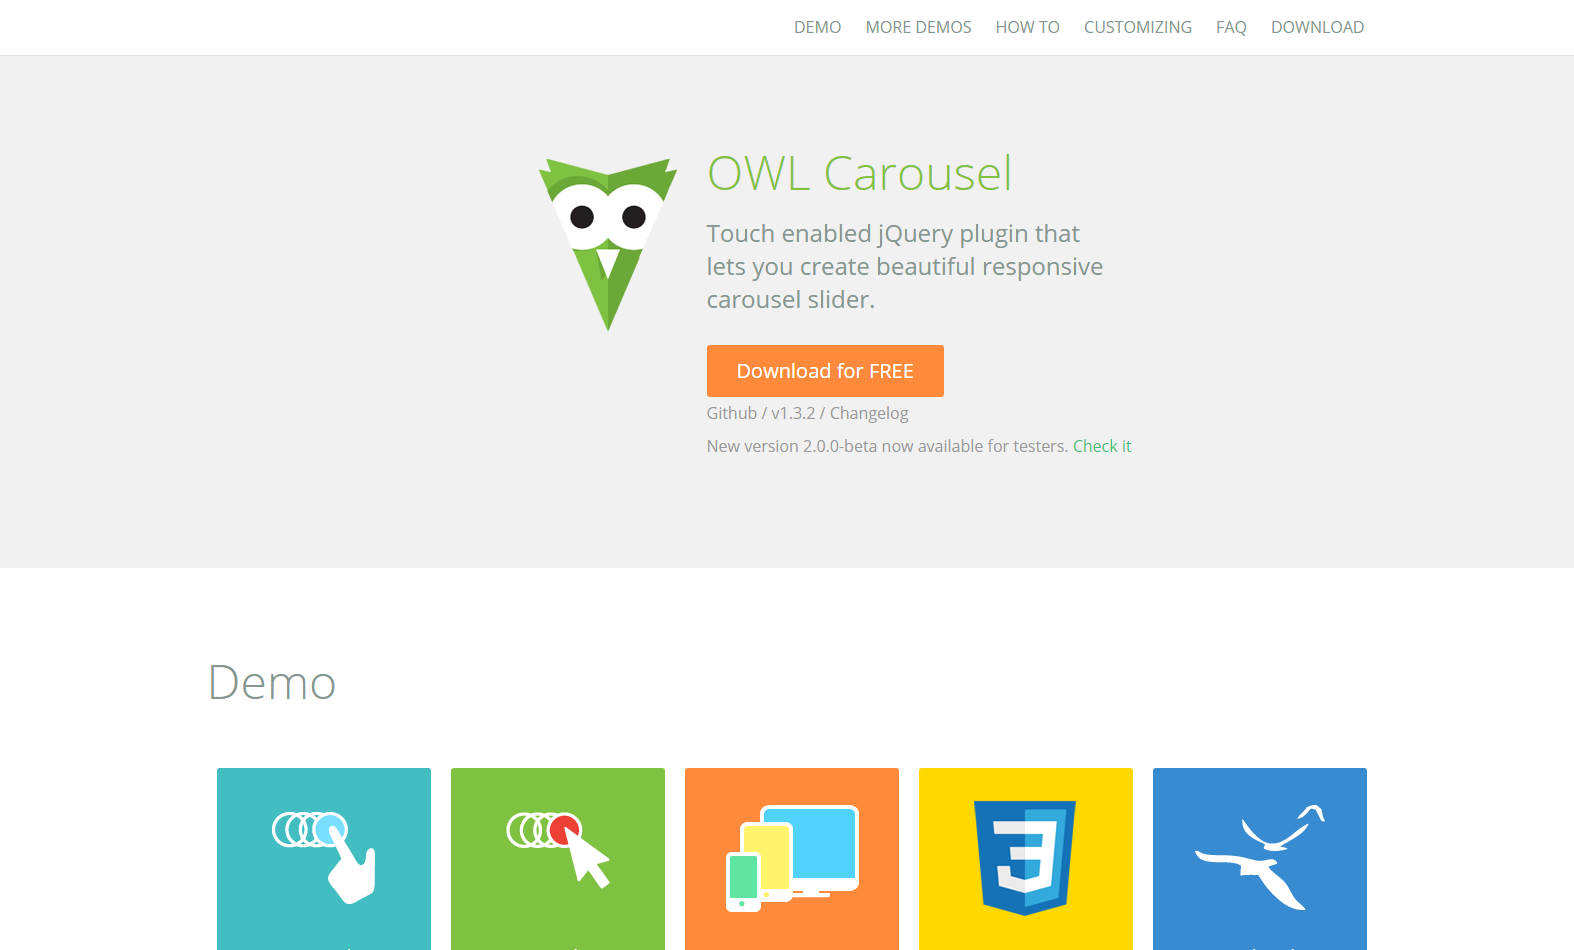 DEMO MORE DEMOS HOW TO CUSTOMIZING FAQ DOWNLOAD
OWL Carousel
Touch enabled jQuery plugin that
lets you create beautiful responsive
carousel slider.
Download for FREE
Github / v1.3.2 / Changelog
New version 2.0.0-beta now available for testers. Check it
Demo